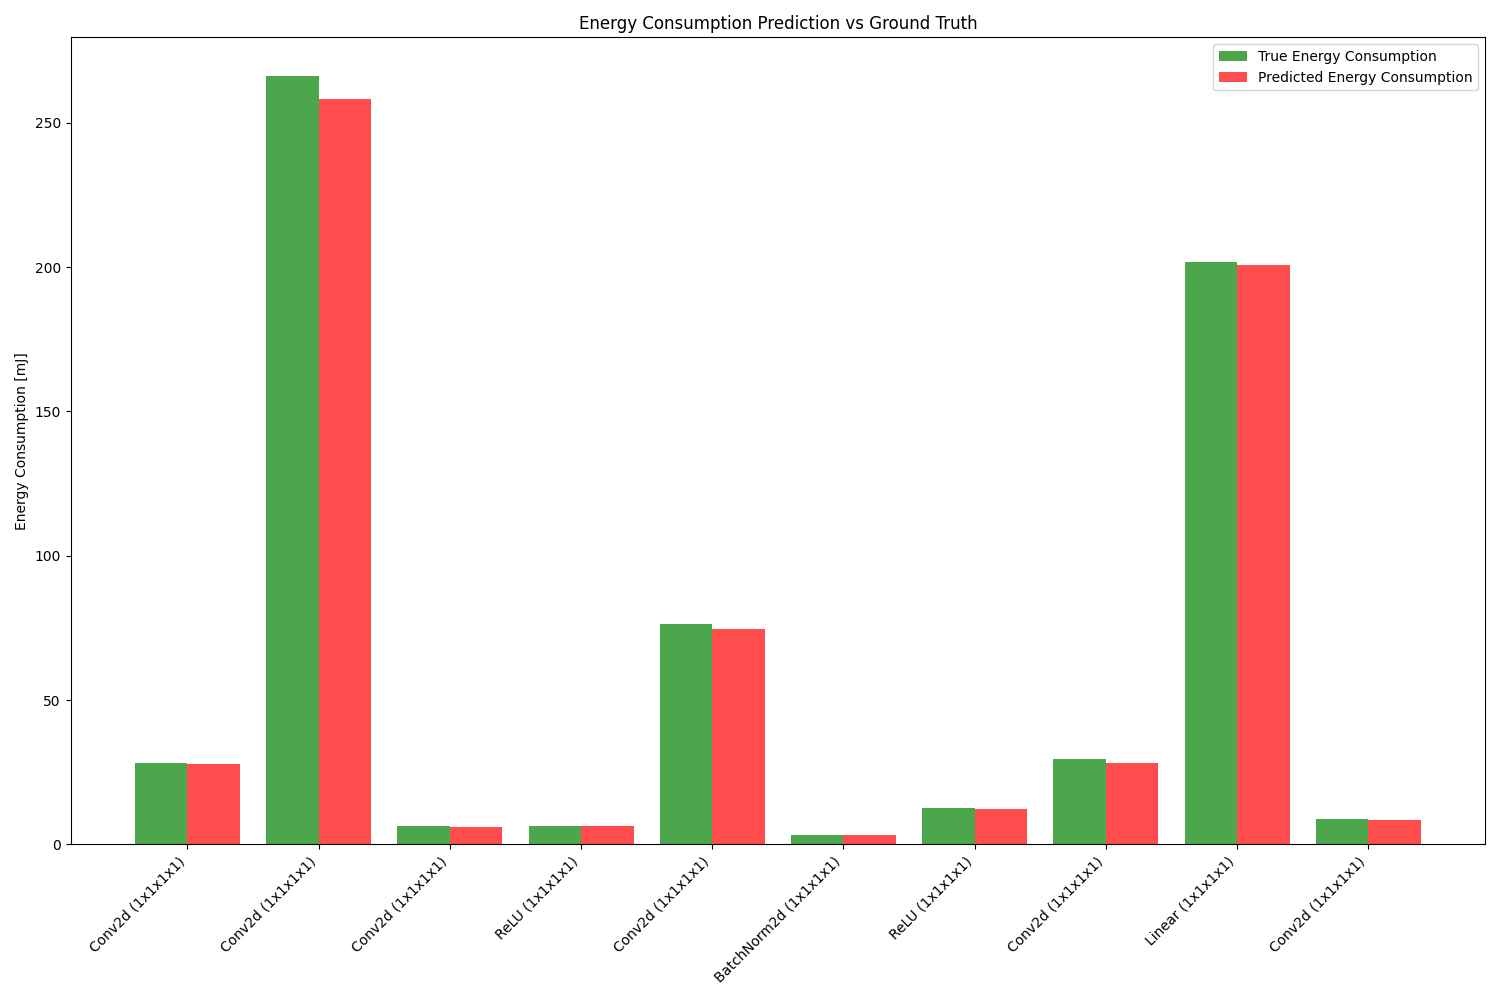 Energy Consumption Prediction vs Ground Truth
True Energy Consumption
Predicted Energy Consumption
Energy Consumption [mJ]
250
200
150
100
50
0
Conv2d (1x1x1x1)
Conv2d (1x1x1x1)
Conv2d (1x1x1x1)
ReLU (1x1x1x1)
Conv2d (1x1x1x1)
BatchNorm2d (1x1x1x1)
ReLU (1x1x1x1)
Conv2d (1x1x1x1)
Linear (1x1x1x1)
Conv2d (1x1x1x1)